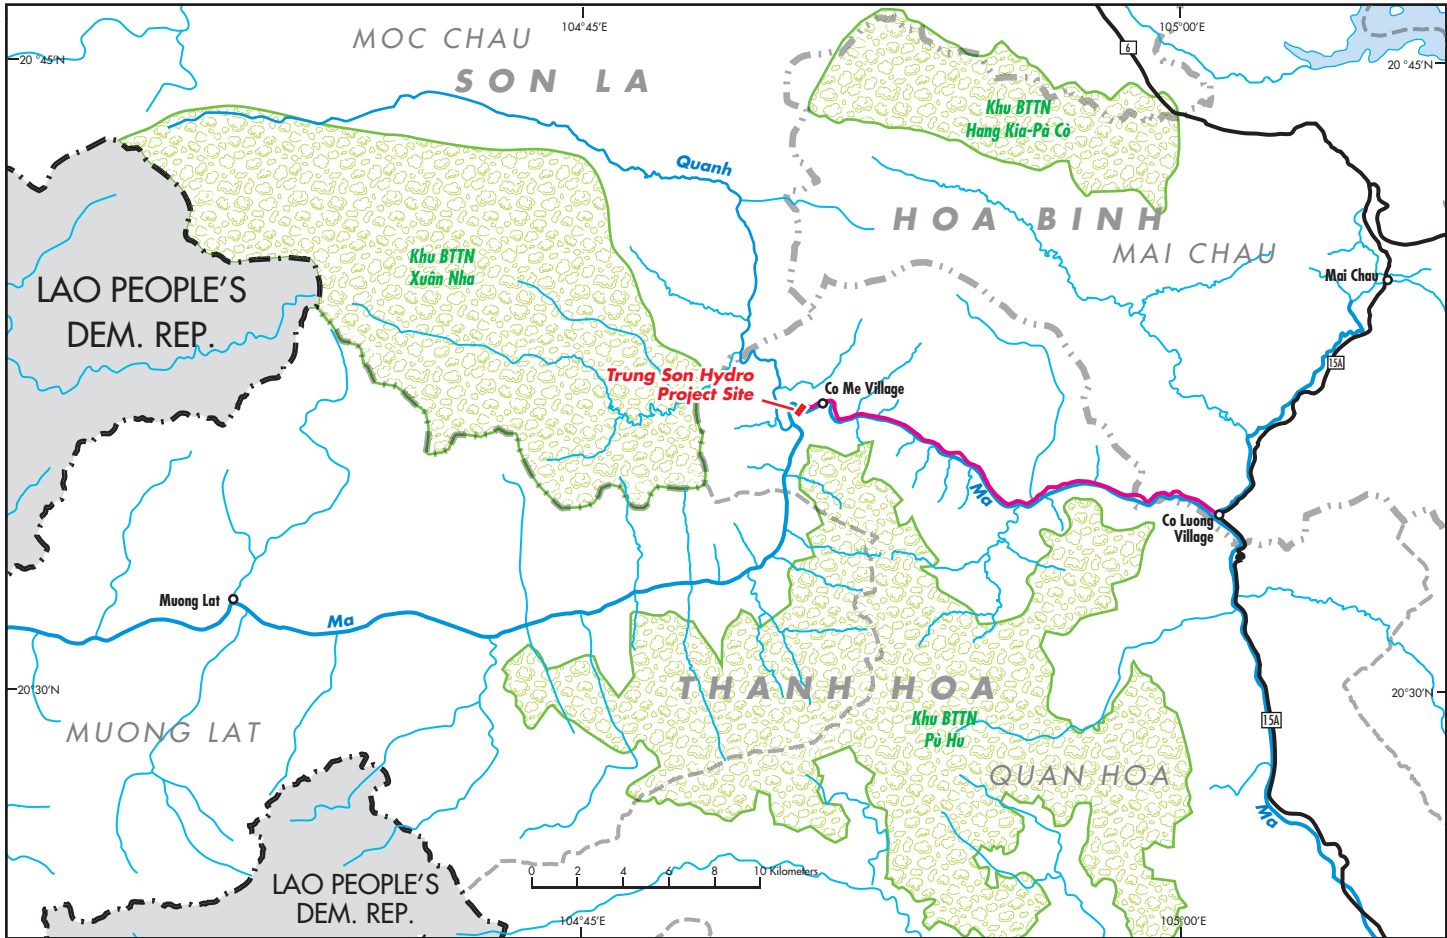 104°45'E
105°00'E
MOC CHAU
6
20 °45'N
20 °45'N
SON LA
Khu BTTN
Hang Kia-Pà Cò
Quanh
HOA BINH
MAI CHAU
Khu BTTN
Xuân Nha
Mai Chau
LAO PEOPLE'S
DEM. REP.
15A
Trung Son Hydro
Project Site
Co Me Village
Ma
Co Luong
Village
Muong Lat
Ma
THANH HOA
20°30'N
20°30'N
Khu BTTN
Pù Hu
15A
MUONG LAT
QUAN HOA
Ma
LAO PEOPLE'S
DEM. REP.
0 2 4 6 8 10 Kilometers
104°45'E
105°00'E